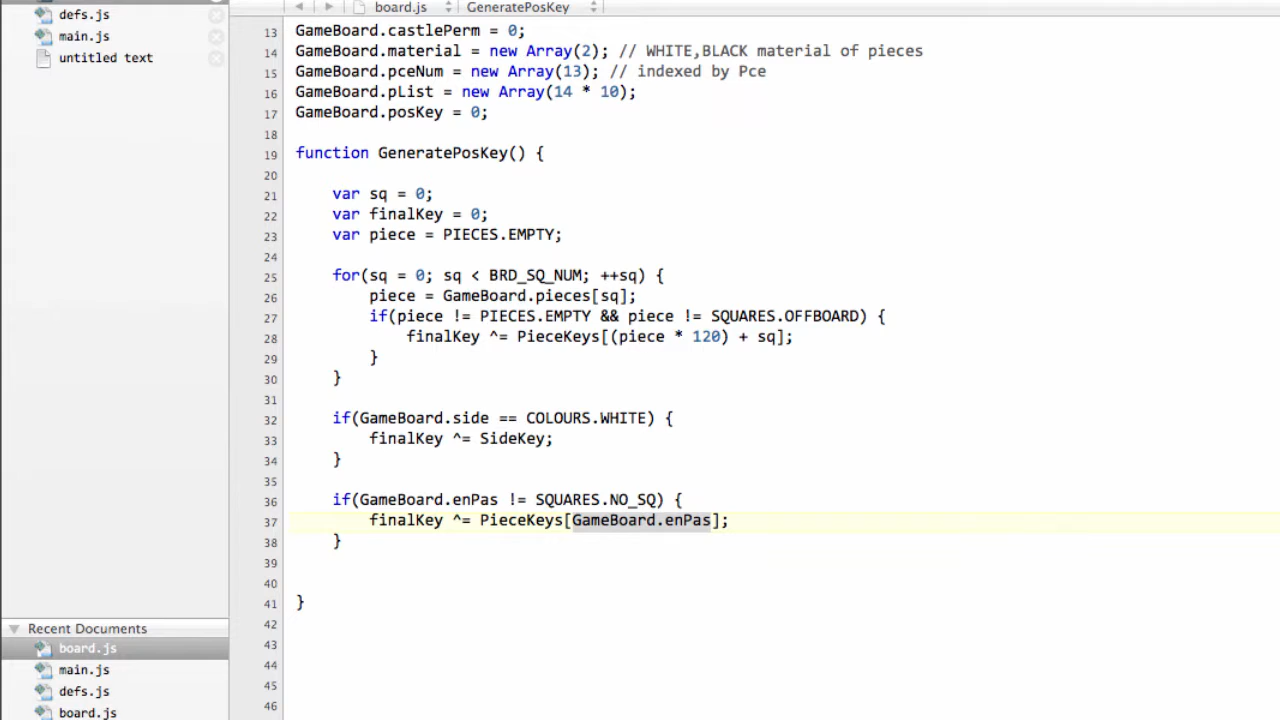 defs.js
main.js
untitled text
Recent Documents
board.js
main.js
defs.js
board.js
board.js GeneratePosKey
13 GameBoard.castlePerm = 0;
14 GameBoard.material = new Array(2); // WHITE,BLACK material of pieces
15 GameBoard.pceNum = new Array(13); // indexed by Pce
16 GameBoard.pList = new Array(14 * 10);
17 GameBoard.posKey = 0;
18
19 function GeneratePosKey() {
20
21 var sq = 0;
22 var finalKey = 0;
23 var piece = PIECES.EMPTY;
24
25 for(sq = 0; sq < BRD_SQ_NUM; ++sq) {
26 piece = GameBoard.pieces[sq];
27 if(piece != PIECES.EMPTY && piece != SQUARES.OFFBOARD) {
28 finalKey ^= PieceKeys[(piece * 120) + sq];
29 }
30 }
31
32 if(GameBoard.side == COLOURS.WHITE) {
33 finalKey ^= SideKey;
34 }
35
36 if(GameBoard.enPas != SQUARES.NO_SQ) {
37 finalKey ^= PieceKeys[GameBoard.enPas];
38 }
39
40
41 }
42
43
44
45
46